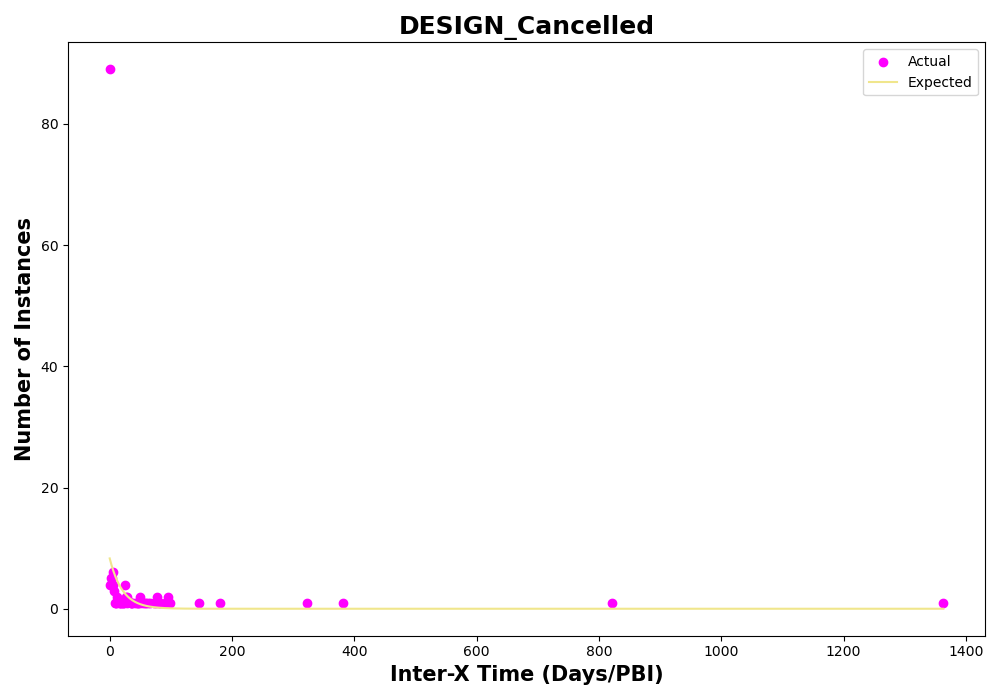 DESIGN_Cancelled
Actual
Expected
Number of Instances
80
60
40
20
0
0 200 400 600 800 1000 1200 1400
Inter-X Time (Days/PBI)